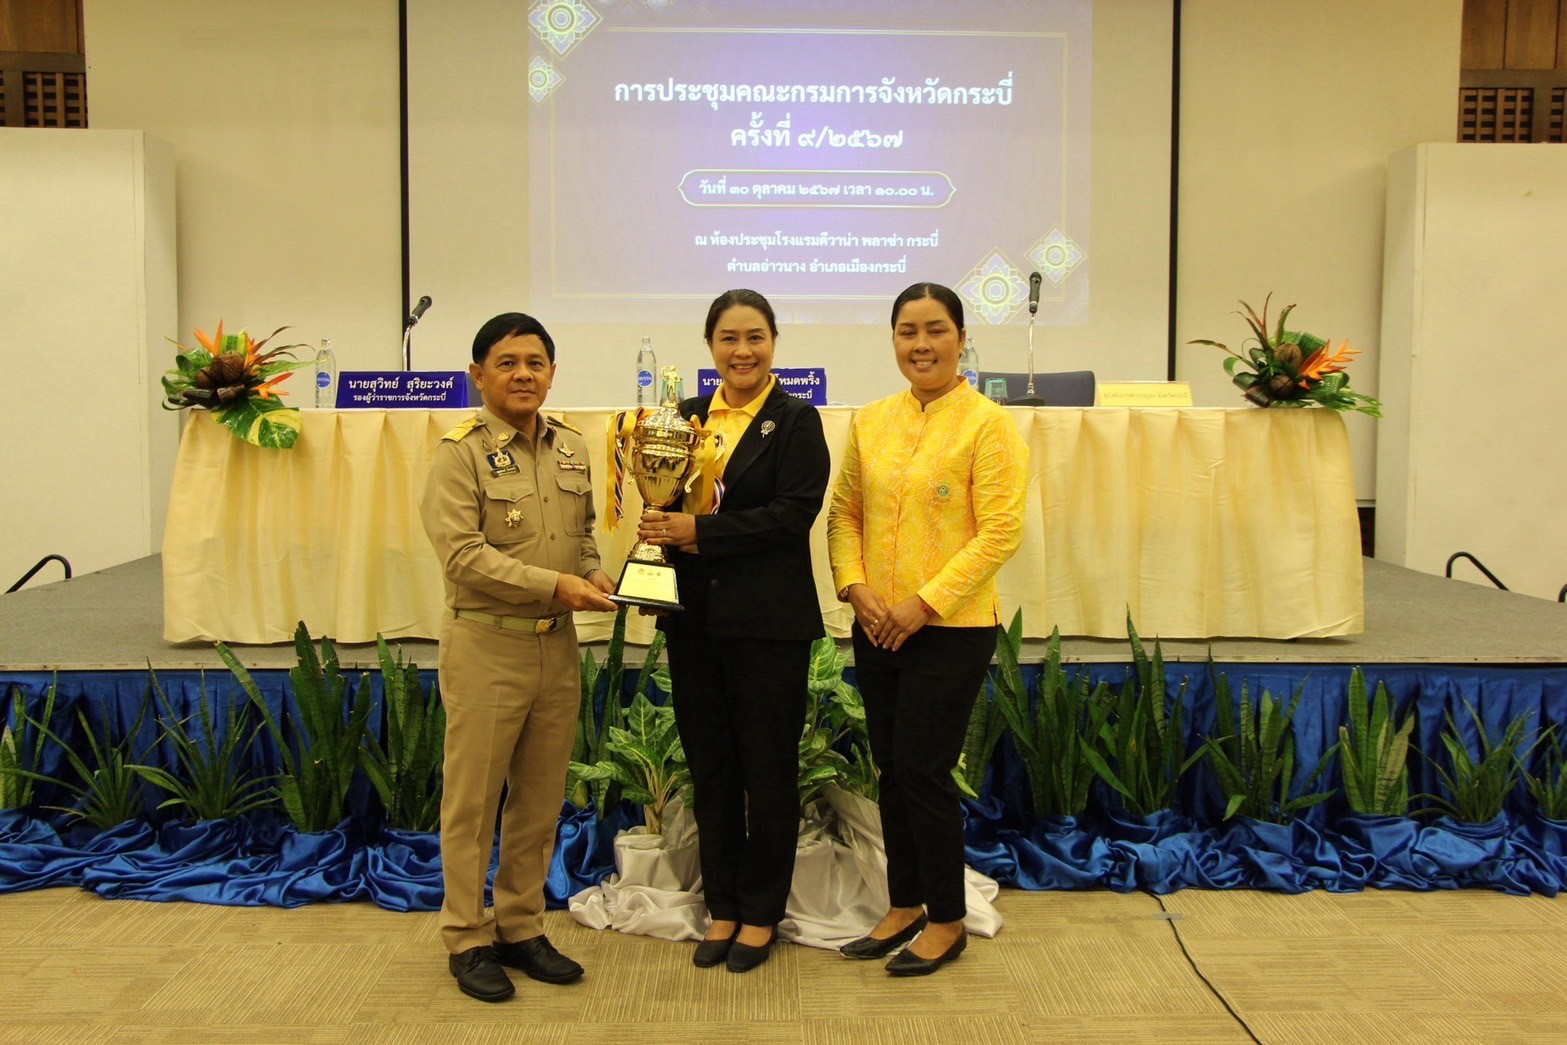 การประชุมคณะกรมการจังหวัดกระบี่
ครั้งที่ ๙/๒๕๖๗
วันที่ ๓๐ ตุลาคม ๒๕๖๗ เวลา ๑๐.๐๐ น.
ณ ห้องประชุมโรงแรมดีวาน่า พลาซ่า กระบี่
ตำบลอ่าวนาง อำเภอเมืองกระบี่
นายสุวิทย์ สุริยะวงค์
รองผู้ว่าราชการจังหวัดกระบี่